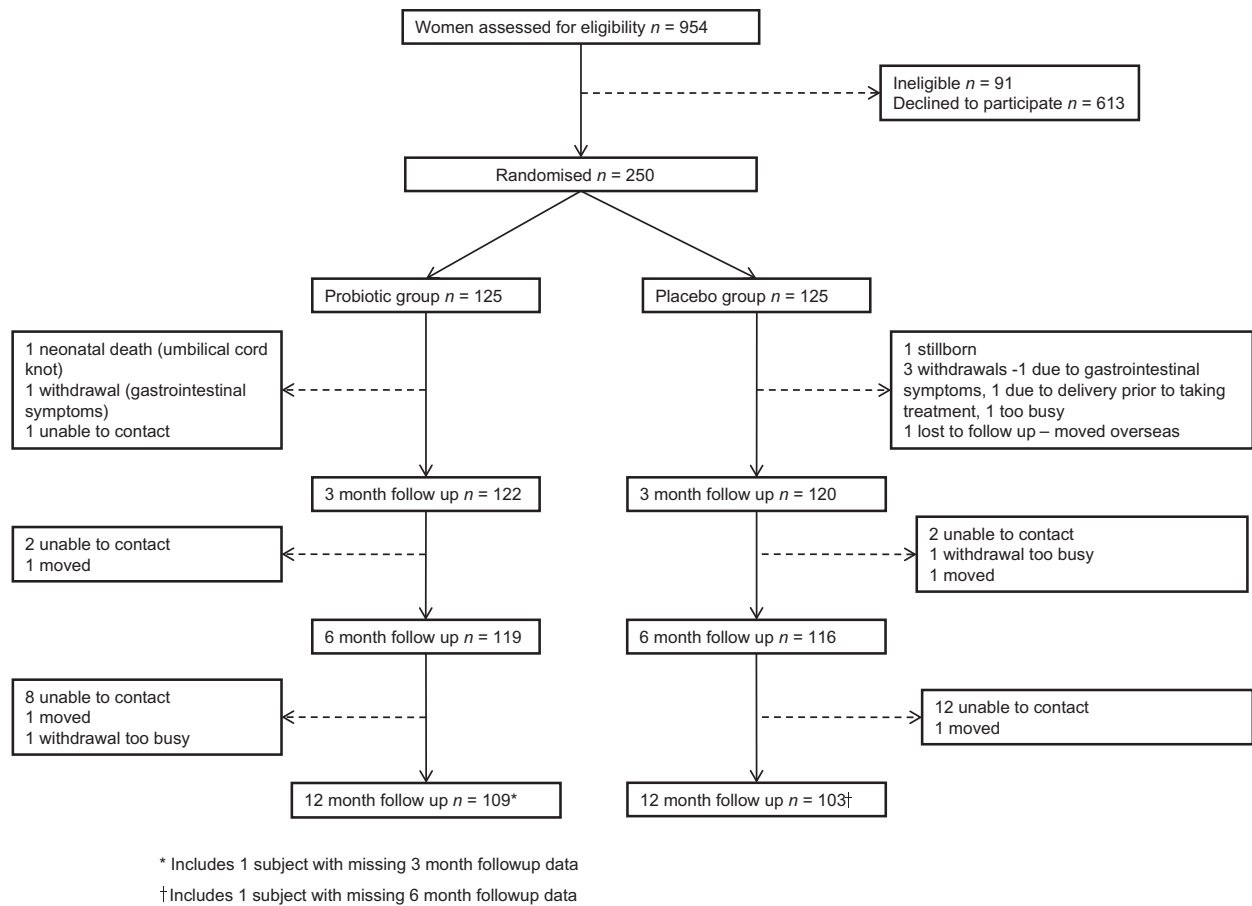 Women assessed for eligibility n = 954
Ineligible n = 91
Declined to participate n = 613
Randomised n = 250
Probiotic group n = 125
Placebo group n = 125
1 neonatal death (umbilical cord
knot)
1 withdrawal (gastrointestinal
symptoms)
1 unable to contact
1 stillborn
3 withdrawals -1 due to gastrointestinal
symptoms, 1 due to delivery prior to taking
treatment, 1 too busy
1 lost to follow up – moved overseas
3 month follow up n = 122
3 month follow up n = 120
2 unable to contact
1 moved
2 unable to contact
1 withdrawal too busy
1 moved
6 month follow up n = 119
6 month follow up n = 116
8 unable to contact
1 moved
1 withdrawal too busy
12 unable to contact
1 moved
12 month follow up n = 109*
12 month follow up n = 103†
* Includes 1 subject with missing 3 month followup data
†Includes 1 subject with missing 6 month followup data